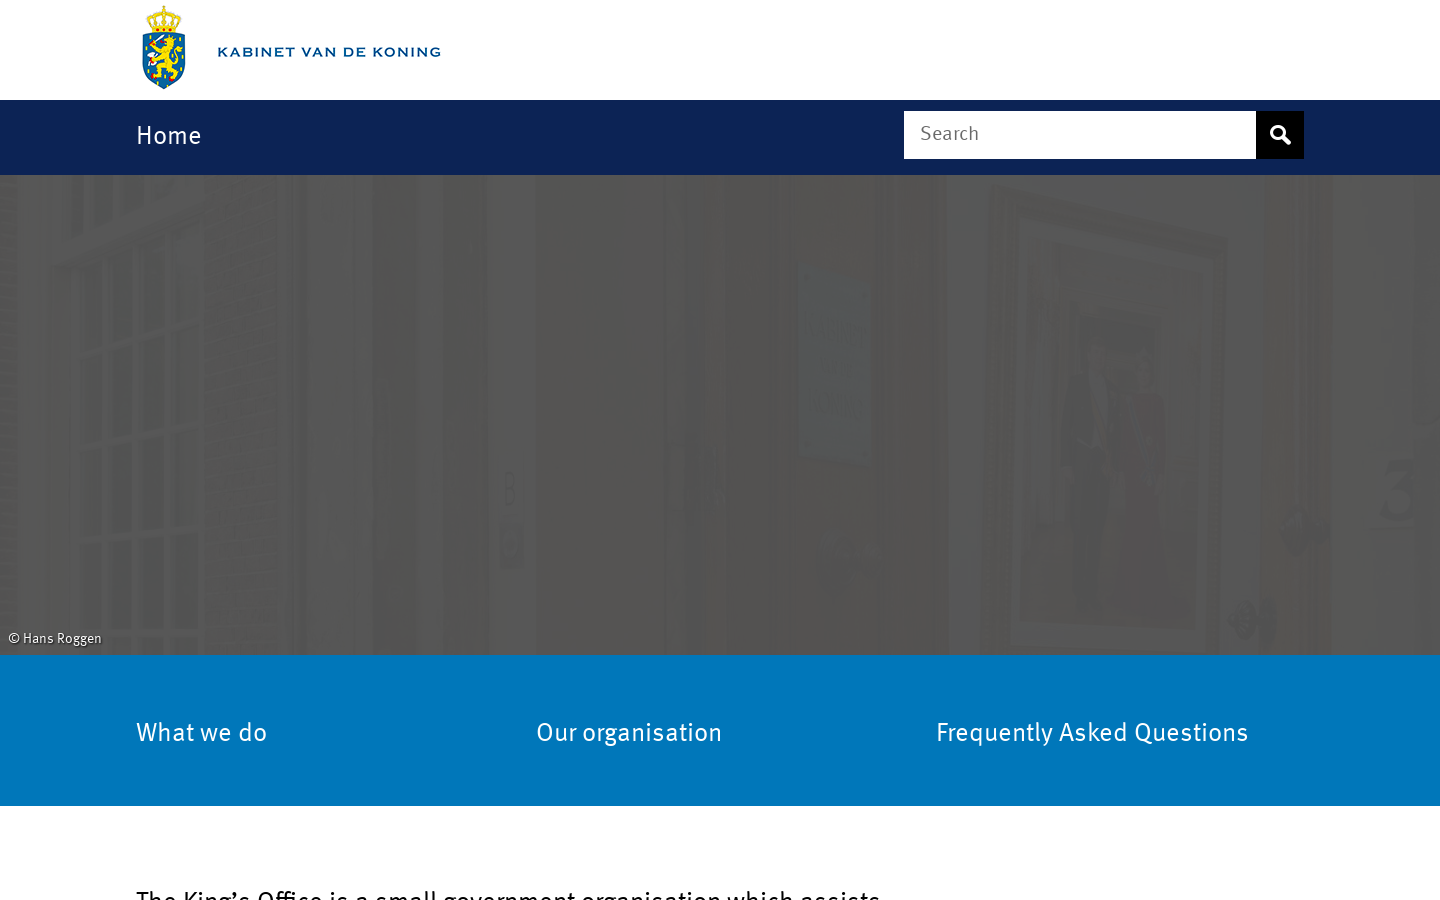 KABINET VAN DE KONING
Home
Search
3
© Hans Roggen
What we do
Our organisation
Frequently Asked Questions
The King's Office is a small government organisation which assists